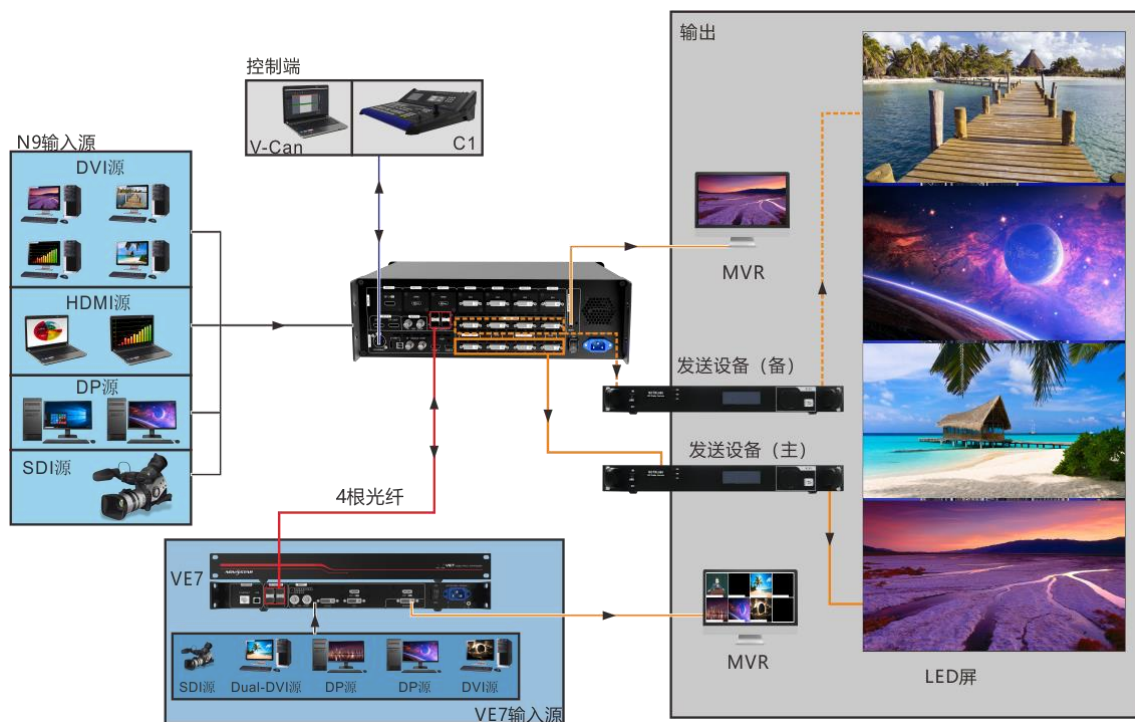 输出
控制端
V-Can
C1
N9输入源
DVI源
HDMI源
DP源
SDI源
MVR
发送设备（备）
发送设备（主）
4根光纤
VE7
NOVASTAR
SDI源
Dual-DVI源
DP源
DP源
DVI源
VE7输入源
MVR
LED屏